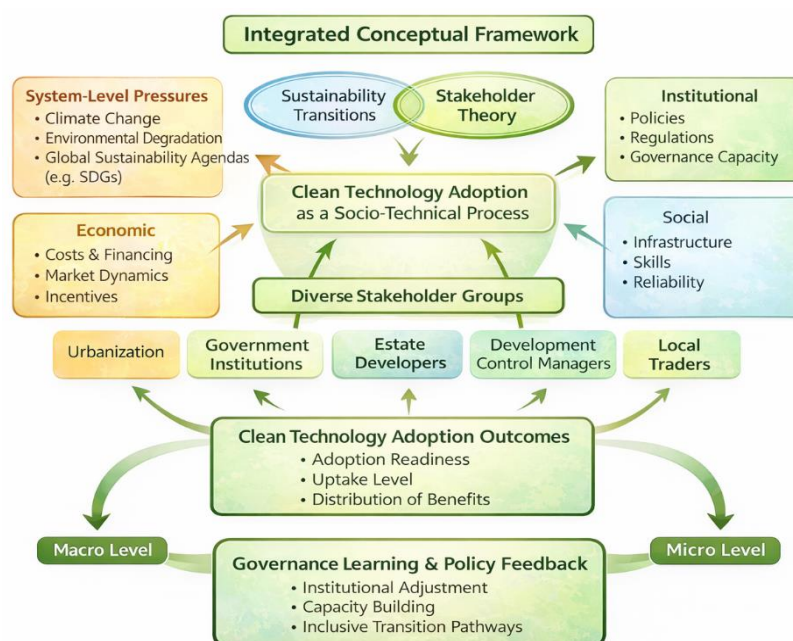 Integrated Conceptual Framework
System-Level Pressures
• Climate Change
• Environmental Degradation
• Global Sustainability Agendas
(e.g. SDGs)
Sustainability
Transitions
Stakeholder
Theory
Institutional
• Policies
• Regulations
• Governance Capacity
Clean Technology Adoption
as a Socio-Technical Process
Economic
• Costs & Financing
• Market Dynamics
• Incentives
Social
• Infrastructure
• Skills
• Reliability
Diverse Stakeholder Groups
Urbanization
Government
Institutions
Estate
Developers
Development
Control Managers
Local
Traders
Clean Technology Adoption Outcomes
• Adoption Readiness
• Uptake Level
• Distribution of Benefits
Macro Level
Micro Level
Governance Learning & Policy Feedback
• Institutional Adjustment
• Capacity Building
• Inclusive Transition Pathways